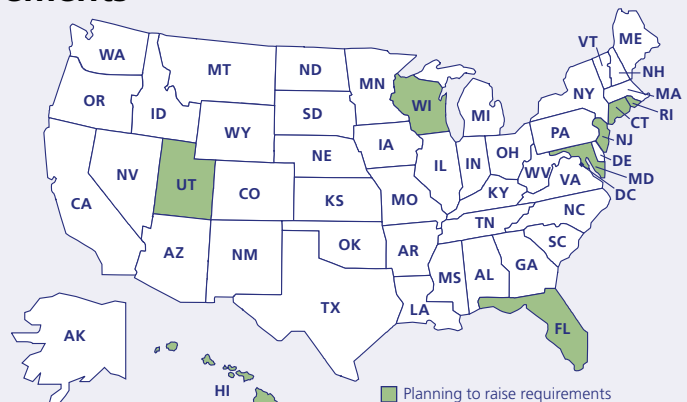 ements
WA
MT
ND
MN
VT
ME
NH
MA
RI
CT
NJ
DE
MD
DC
OR
ID
WY
SD
WI
MI
NY
PA
NE
IA
IL
IN
OH
WV
VA
NV
UT
CO
KS
MO
KY
CA
AZ
NM
OK
AR
TN
NC
SC
TX
LA
MS
AL
GA
FL
AK
HI
Planning to raise requirements